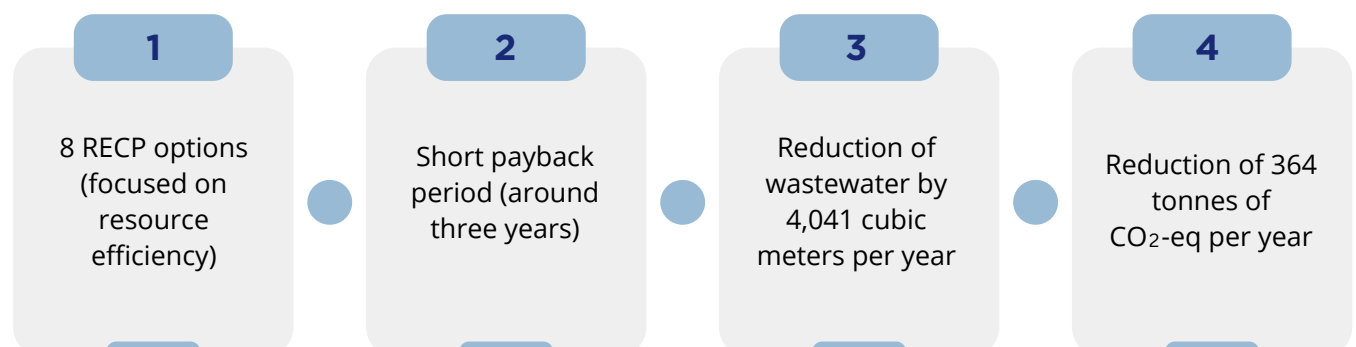 1
8 RECP options
(focused on
resource
efficiency)
2
Short payback
period (around
three years)
3
Reduction of
wastewater by
4,041 cubic
meters per year
4
Reduction of 364
tonnes of
CO₂-eq per year